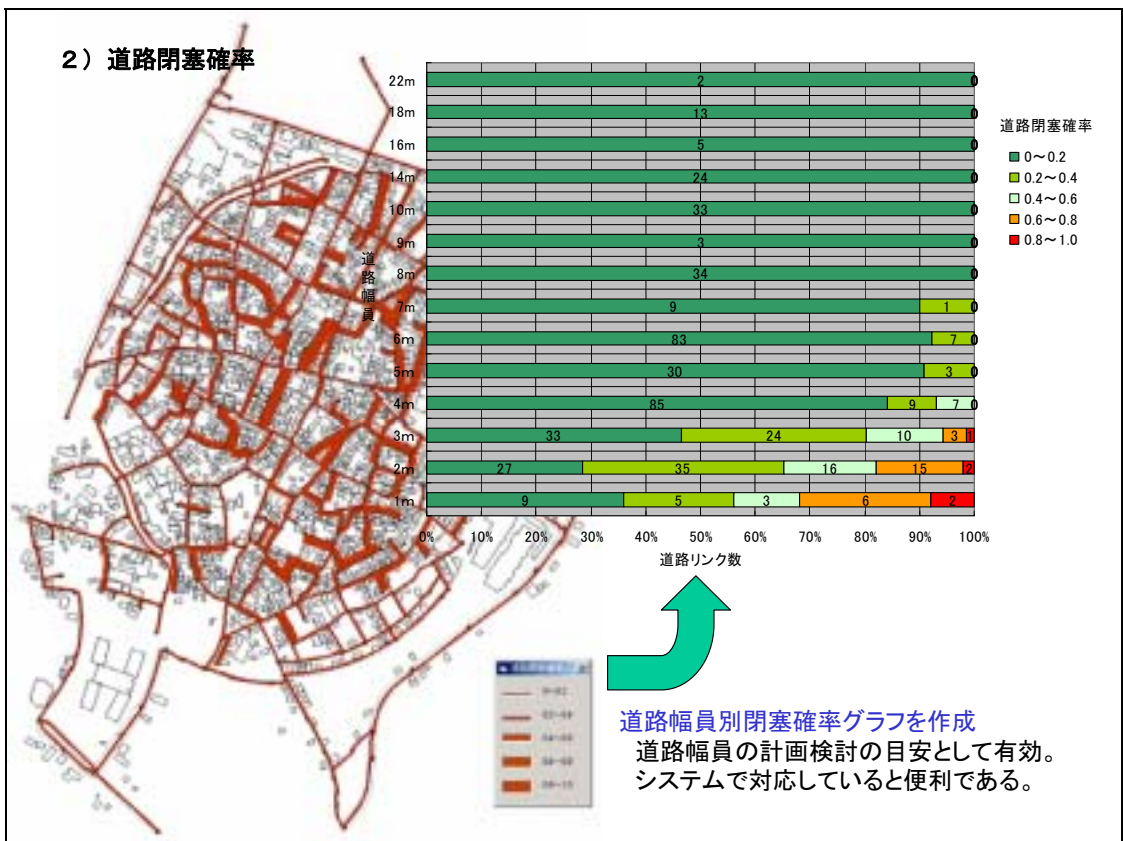 ２）道路閉塞確率
22m
2
0
18m
13
0
16m
5
0
14m
24
0
10m
33
0
9m
3
0
8m
34
0
7m
9
1
0
6m
83
7
0
5m
30
3
0
4m
85
9
7
0
3m
33
24
10
3
1
2m
27
35
16
15
2
1m
9
5
3
6
2
道路幅員
0% 10% 20% 30% 40% 50% 60% 70% 80% 90% 100%
道路リンク数
道路閉塞確率
0～0.2
0.2～0.4
0.4～0.6
0.6～0.8
0.8～1.0
道路幅員別閉塞確率グラフを作成
道路幅員の計画検討の目安として有効。
システムで対応していると便利である。